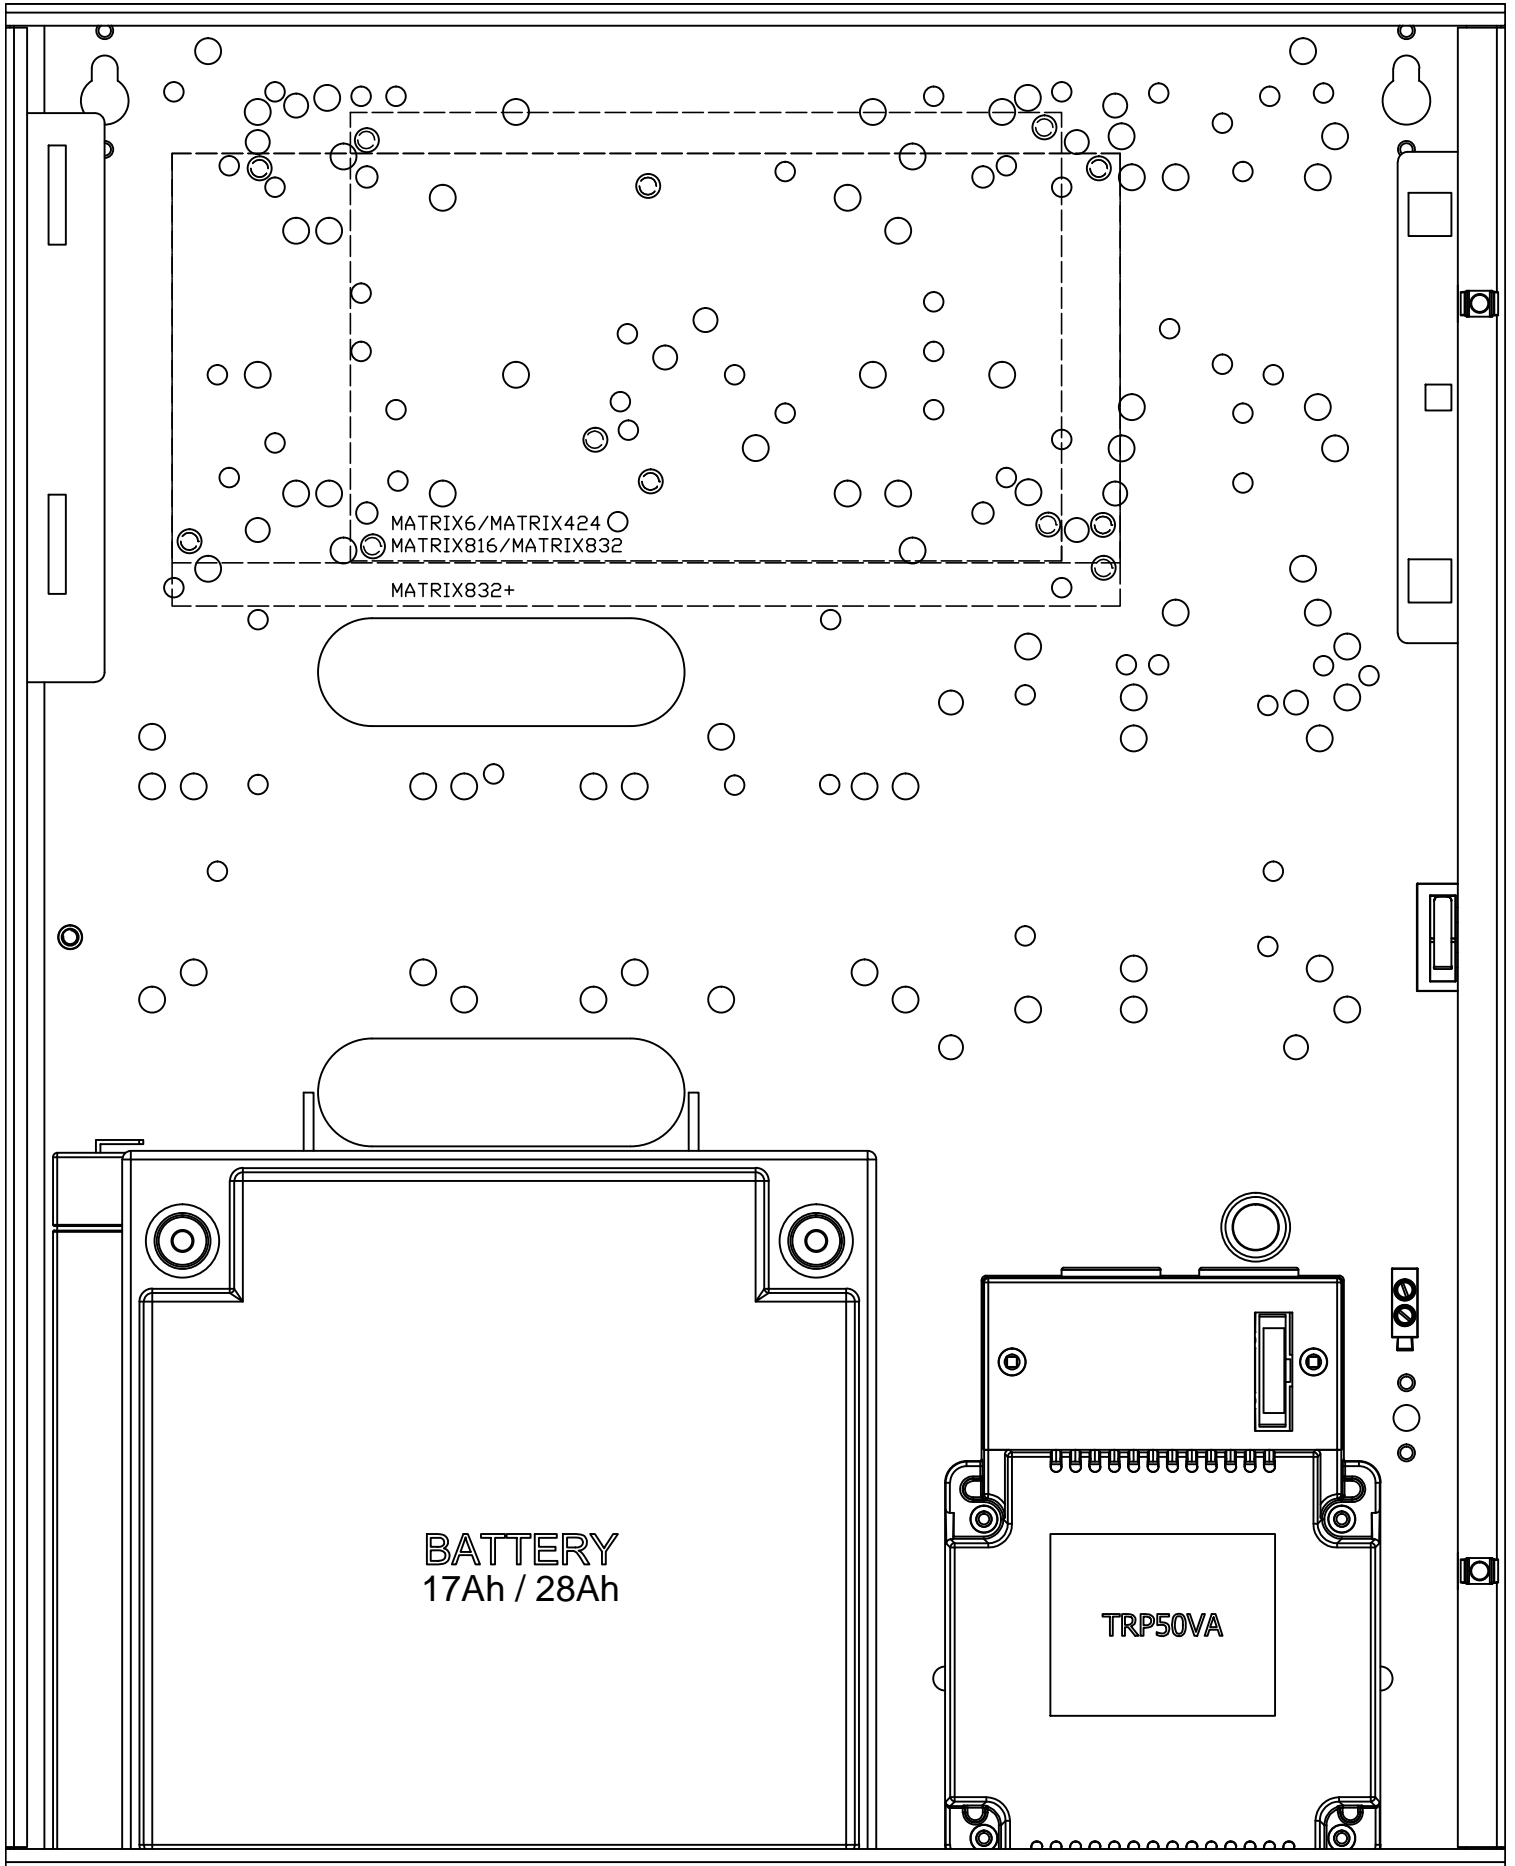 MATRIX6/MATRIX424
MATRIX816/MATRIX832
MATRIX832+
BATTERY
17Ah / 28Ah
TRP50VA